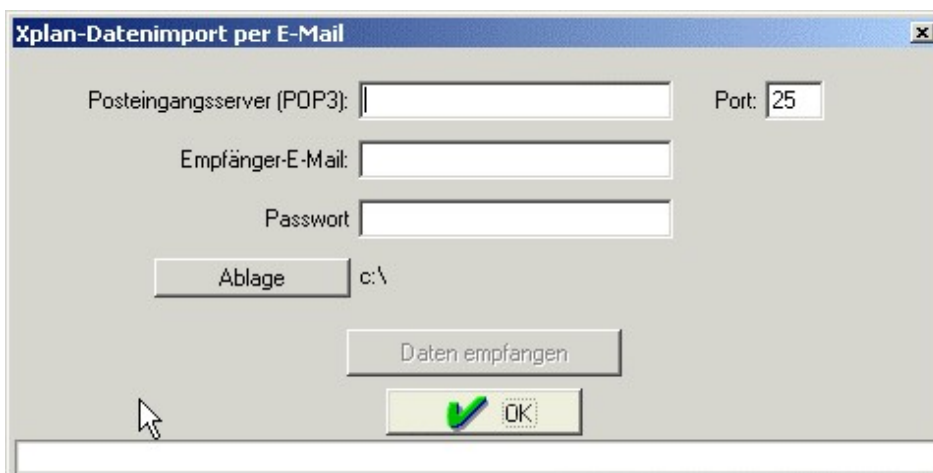 Xplan-Datenimport per E-Mail
Posteingangsserver (POP3): Port: 25
Empfänger-E-Mail:
Passwort
Ablage c:\
Daten empfangen
OK